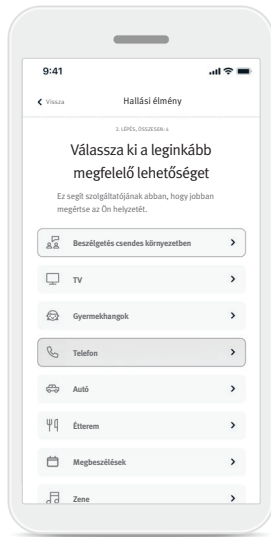 9:41
Vissza
Hallási élmény
2. LÉPÉS, ÖSSZESEN: 4
Válassza ki a leginkább
megfelelő lehetőséget
Ez segít szolgáltatójának abban, hogy jobban
megértse az Ön helyzetét.
Beszélgetés csendes környezetben
TV
Gyermekhangok
Telefon
Autó
Étterem
Megbeszélések
Zene